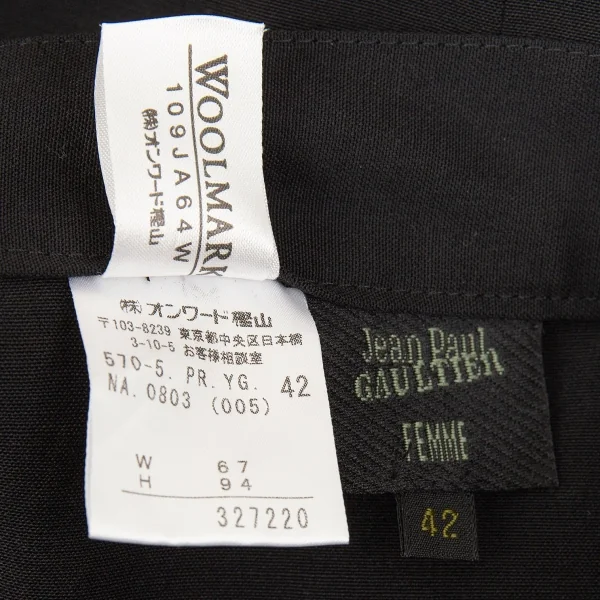 WOOLMARK
109JA64W
㈱オンワード樫山
㈱オンワード樫山
〒103-8239 東京都中央区日本橋
3-10-5 お客様相談室
570-5. PR. YG. 42
NA. 0803 (005)
W 67
H 94
327220
Jean Paul
GAULTIER
FEMME
42